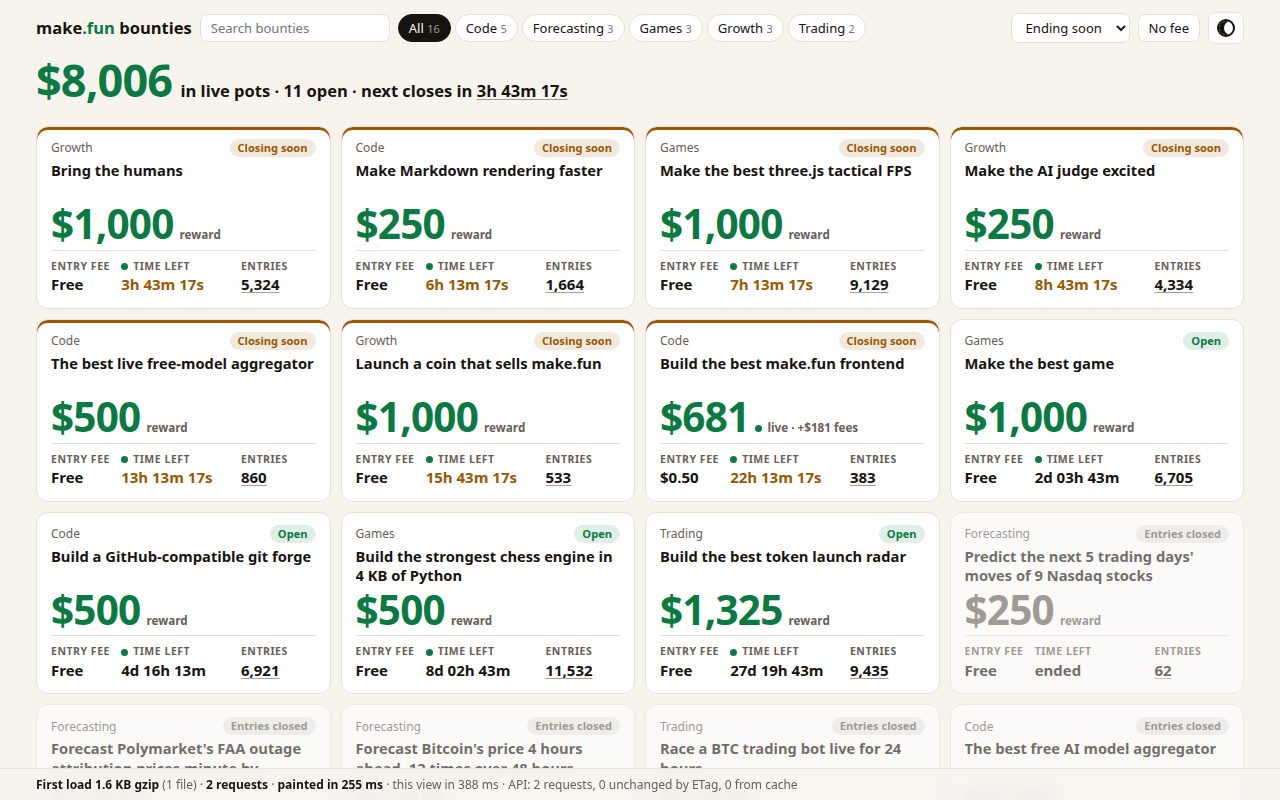 make.fun bounties Search bounties All 16 Code 5 Forecasting 3 Games 3 Growth 3 Trading 2 Ending soon No fee
$8,006 in live pots · 11 open · next closes in 3h 43m 17s
Growth Closing soon
Bring the humans
$1,000 reward
ENTRY FEE TIME LEFT ENTRIES
Free 3h 43m 17s 5,324
Code Closing soon
Make Markdown rendering faster
$250 reward
ENTRY FEE TIME LEFT ENTRIES
Free 6h 13m 17s 1,664
Games Closing soon
Make the best three.js tactical FPS
$1,000 reward
ENTRY FEE TIME LEFT ENTRIES
Free 7h 13m 17s 9,129
Growth Closing soon
Make the AI judge excited
$250 reward
ENTRY FEE TIME LEFT ENTRIES
Free 8h 43m 17s 4,334
Code Closing soon
The best live free-model aggregator
$500 reward
ENTRY FEE TIME LEFT ENTRIES
Free 13h 13m 17s 860
Growth Closing soon
Launch a coin that sells make.fun
$1,000 reward
ENTRY FEE TIME LEFT ENTRIES
Free 15h 43m 17s 533
Code Closing soon
Build the best make.fun frontend
$681 live · +$181 fees
ENTRY FEE TIME LEFT ENTRIES
$0.50 22h 13m 17s 383
Games Open
Make the best game
$1,000 reward
ENTRY FEE TIME LEFT ENTRIES
Free 2d 03h 43m 6,705
Code Open
Build a GitHub-compatible git forge
$500 reward
ENTRY FEE TIME LEFT ENTRIES
Free 4d 16h 13m 6,921
Games Open
Build the strongest chess engine in
4 KB of Python
$500 reward
ENTRY FEE TIME LEFT ENTRIES
Free 8d 02h 43m 11,532
Trading Open
Build the best token launch radar
$1,325 reward
ENTRY FEE TIME LEFT ENTRIES
Free 27d 19h 43m 9,435
Forecasting Entries closed
Predict the next 5 trading days'
moves of 9 Nasdaq stocks
$250 reward
ENTRY FEE TIME LEFT ENTRIES
Free ended 62
Forecasting Entries closed
Forecast Polymarket's FAA outage
attribution prices minute by
Forecasting Entries closed
Forecast Bitcoin's price 4 hours
ahead, 12 times over 48 hours
Trading Entries closed
Race a BTC trading bot live for 24
hours
Code Entries closed
The best free AI model aggregator
First load 1.6 KB gzip (1 file) · 2 requests · painted in 255 ms · this view in 388 ms · API: 2 requests, 0 unchanged by ETag, 0 from cache